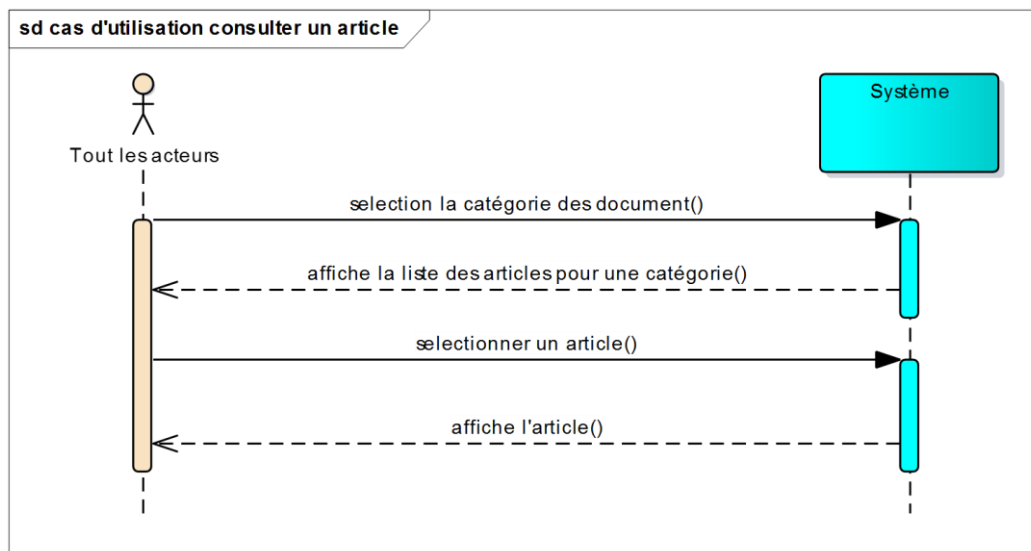 sd cas d'utilisation consulter un article
Système
Tout les acteurs
selection la catégorie des document()
affiche la liste des articles pour une catégorie()
selectionner un article()
affiche l'article()